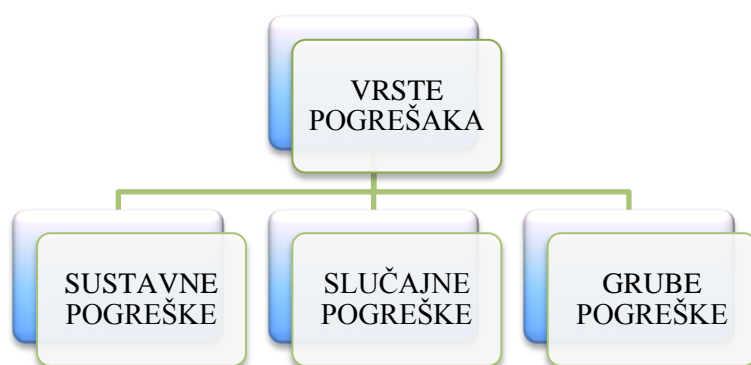 VRSTE
POGREŠAKA
SUSTAVNE
POGREŠKE
SLUČAJNE
POGREŠKE
GRUBE
POGREŠKE